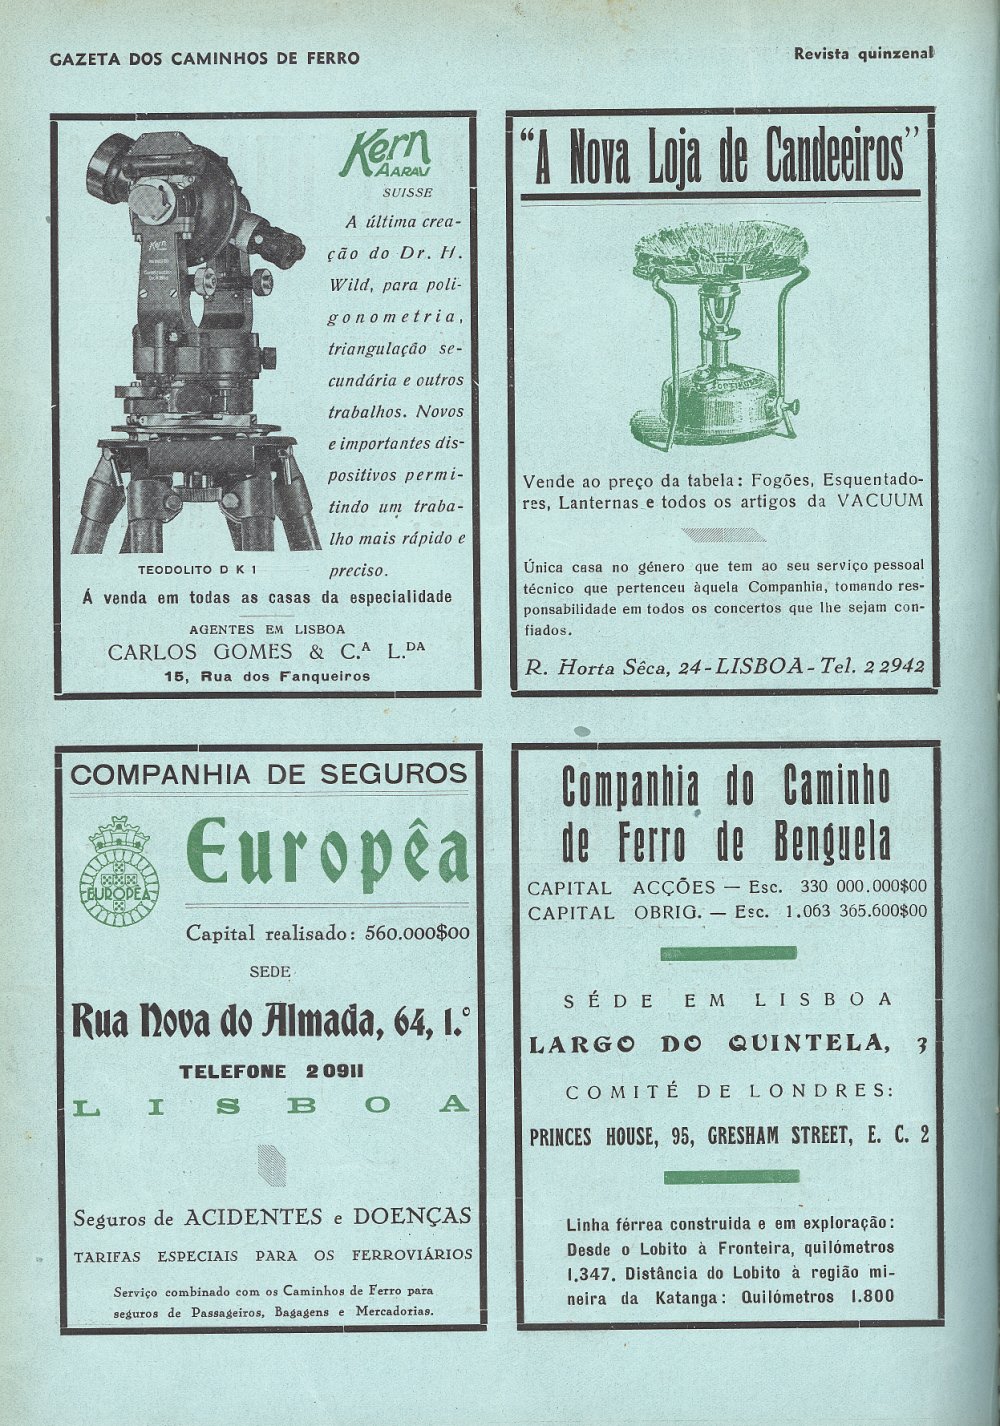 GAZETA DOS CAMINHOS DE FERRO
Revista quinzenal
Kern
AARAU
SUISSE
A última crea-
ção do Dr. H.
Wild, para poli-
gonometria,
triangulação se-
cundária e outros
trabalhos. Novos
e importantes dis-
positivos permi-
tindo um traba-
lho mais rápido e
preciso.
Kern
TEODOLITO D K 1
Á venda em todas as casas da especialidade
AGENTES EM LISBOA
CARLOS GOMES & C.A L.DA
15, Rua dos Fanqueiros
"A Nova Loja de Candeeiros"
Vende ao preço da tabela: Fogões, Esquentado-
res, Lanternas e todos os artigos da VACUUM
Única casa no género que tem ao seu serviço pessoal
técnico que pertenceu àquela Companhia, tomando res-
ponsabilidade em todos os concertos que lhe sejam con-
fiados.
R. Horta Sêca, 24-LISBOA-Tel. 2 2942
COMPANHIA DE SEGUROS
Européa
EUROPÊA
Capital realisado: 560.000$00
SEDE
Rua Nova do Almada, 64, 1.º
TELEFONE 2 0911
LISBOA
Seguros de ACIDENTES e DOENÇAS
TARIFAS ESPECIAIS PARA OS FERROVIÁRIOS
Serviço combinado com os Caminhos de Ferro para
seguros de Passageiros, Bagagens e Mercadorias.
Companhia do Caminho
de Ferro de Benguela
CAPITAL ACÇÕES — Esc. 330 000.000$00
CAPITAL OBRIG. — Esc. 1.063 365.600$00
SÉDE EM LISBOA
LARGO DO QUINTELA, 3
COMITÉ DE LONDRES:
PRINCES HOUSE, 95, GRESHAM STREET, E. C. 2
Linha férrea construida e em exploração:
Desde o Lobito à Fronteira, quilómetros
1.347. Distância do Lobito à região mi-
neira da Katanga: Quilómetros 1.800